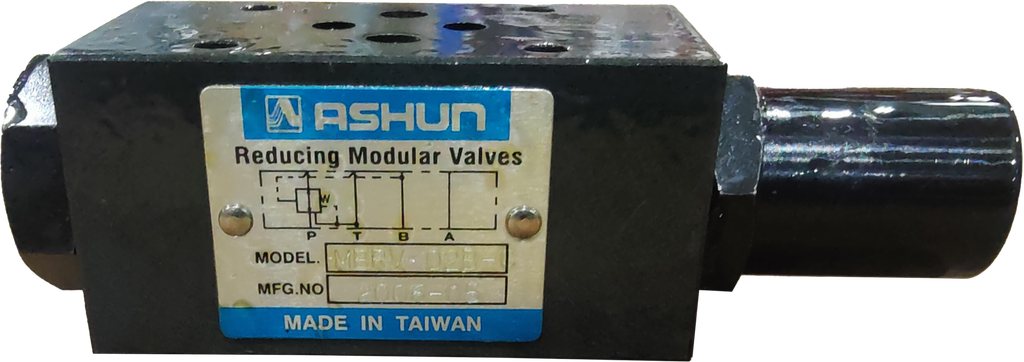 ASHUN
Reducing Modular Valves
W
P T B A
MODEL.
MFG.NO
MADE IN TAIWAN